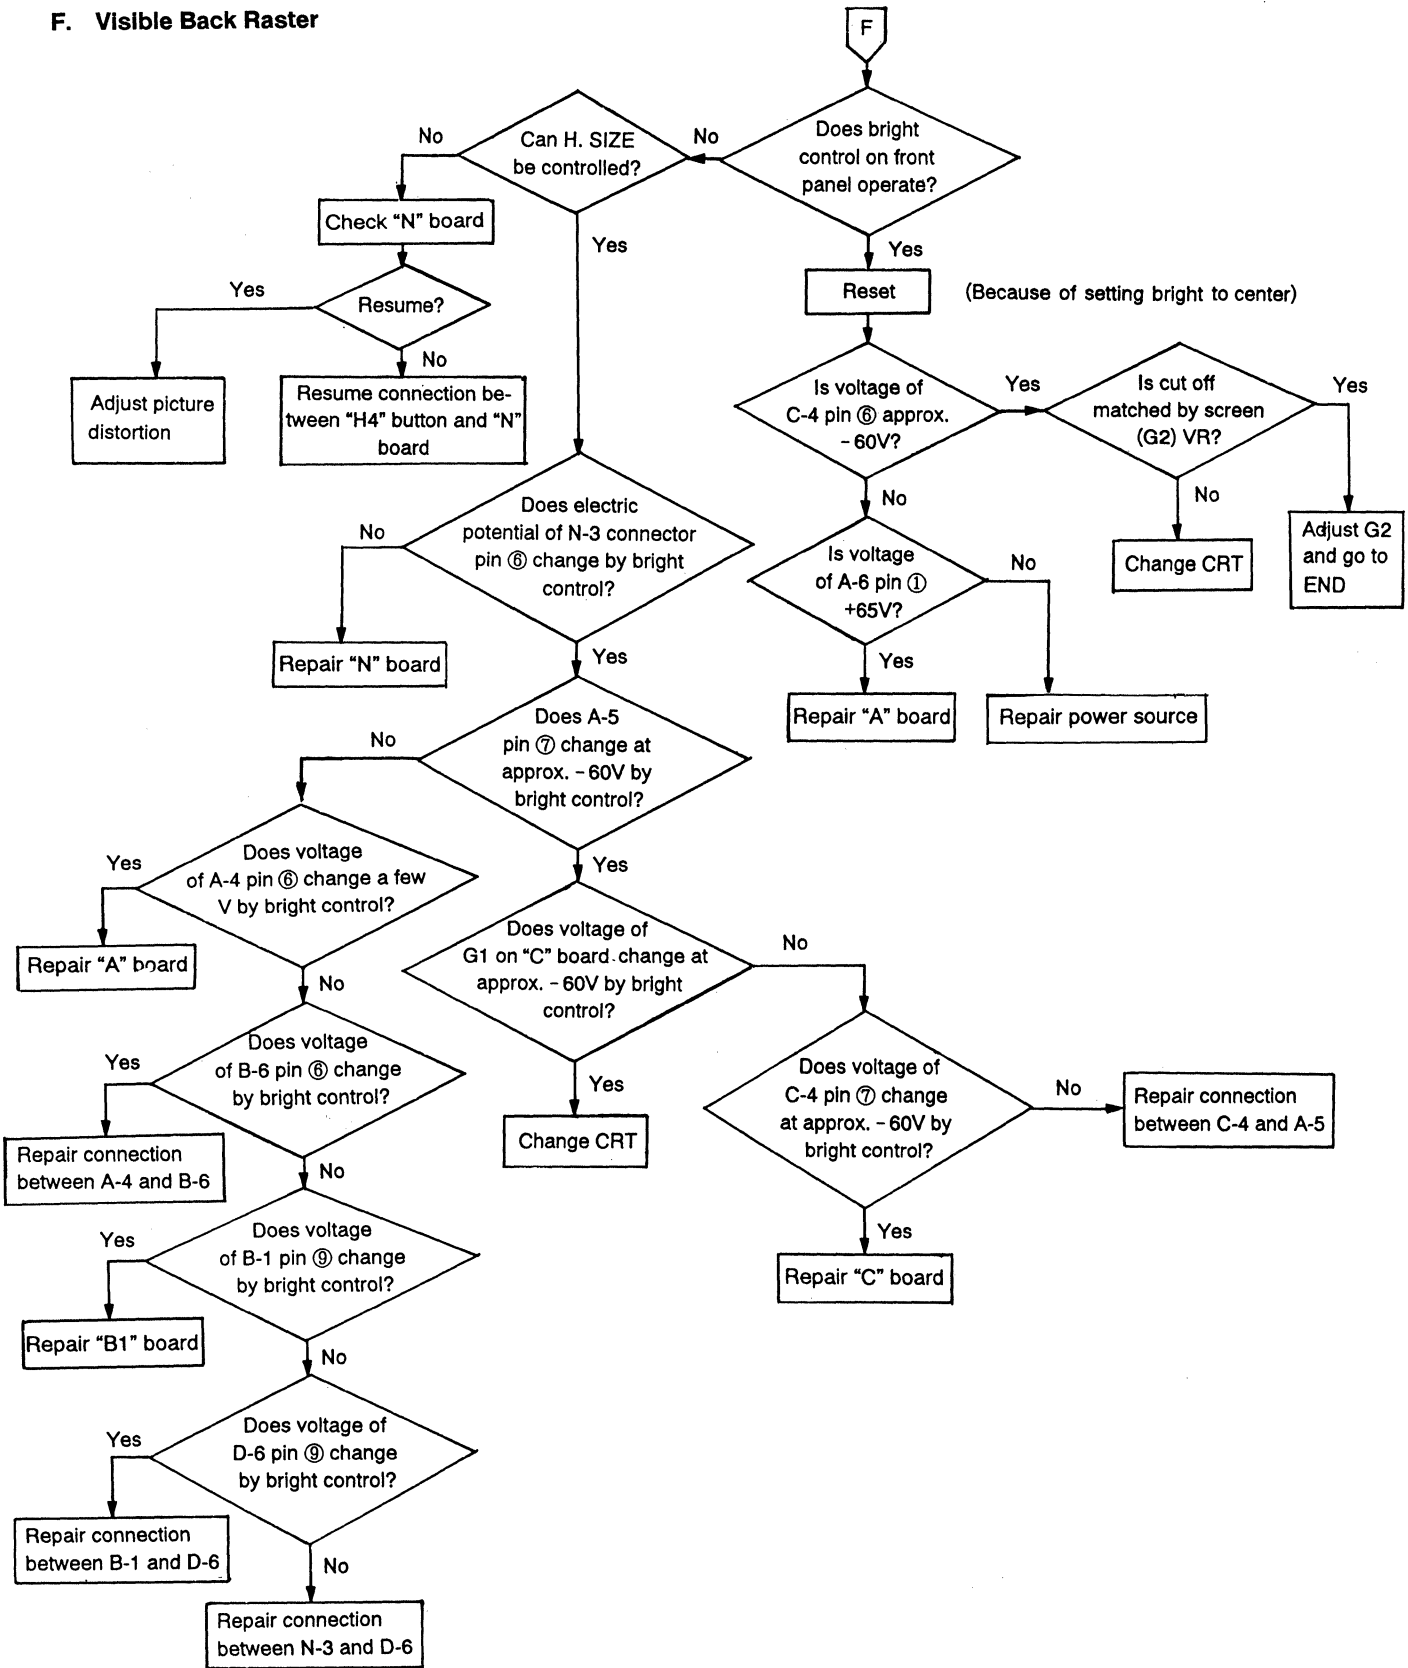 F. Visible Back Raster
F
Does bright
control on front
panel operate?
No
Can H. SIZE
be controlled?
No
Check “N” board
Resume?
Yes
Adjust picture
distortion
No
Resume connection be-
tween “H4” button and “N”
board
Yes
Yes
Reset
(Because of setting bright to center)
Is voltage of
C-4 pin ⑥ approx.
–60V?
Yes
Is cut off
matched by screen
(G2) VR?
Yes
Adjust G2
and go to
END
No
Change CRT
No
Is voltage
of A-6 pin ①
+65V?
No
Repair power source
Yes
Repair “A” board
Does electric
potential of N-3 connector
pin ⑥ change by bright
control?
No
Repair “N” board
Yes
Does A-5
pin ⑦ change at
approx. –60V by
bright control?
No
Does voltage
of A-4 pin ⑥ change a few
V by bright control?
Yes
Repair “A” board
No
Does voltage
of B-6 pin ⑥ change
by bright control?
Yes
Repair connection
between A-4 and B-6
No
Does voltage
of B-1 pin ⑨ change
by bright control?
Yes
Repair “B1” board
No
Does voltage of
D-6 pin ⑨ change
by bright control?
Yes
Repair connection
between B-1 and D-6
No
Repair connection
between N-3 and D-6
Yes
Does voltage of
G1 on “C” board change at
approx. –60V by bright
control?
Yes
Change CRT
No
Does voltage of
C-4 pin ⑦ change
at approx. –60V by
bright control?
No
Repair connection
between C-4 and A-5
Yes
Repair “C” board